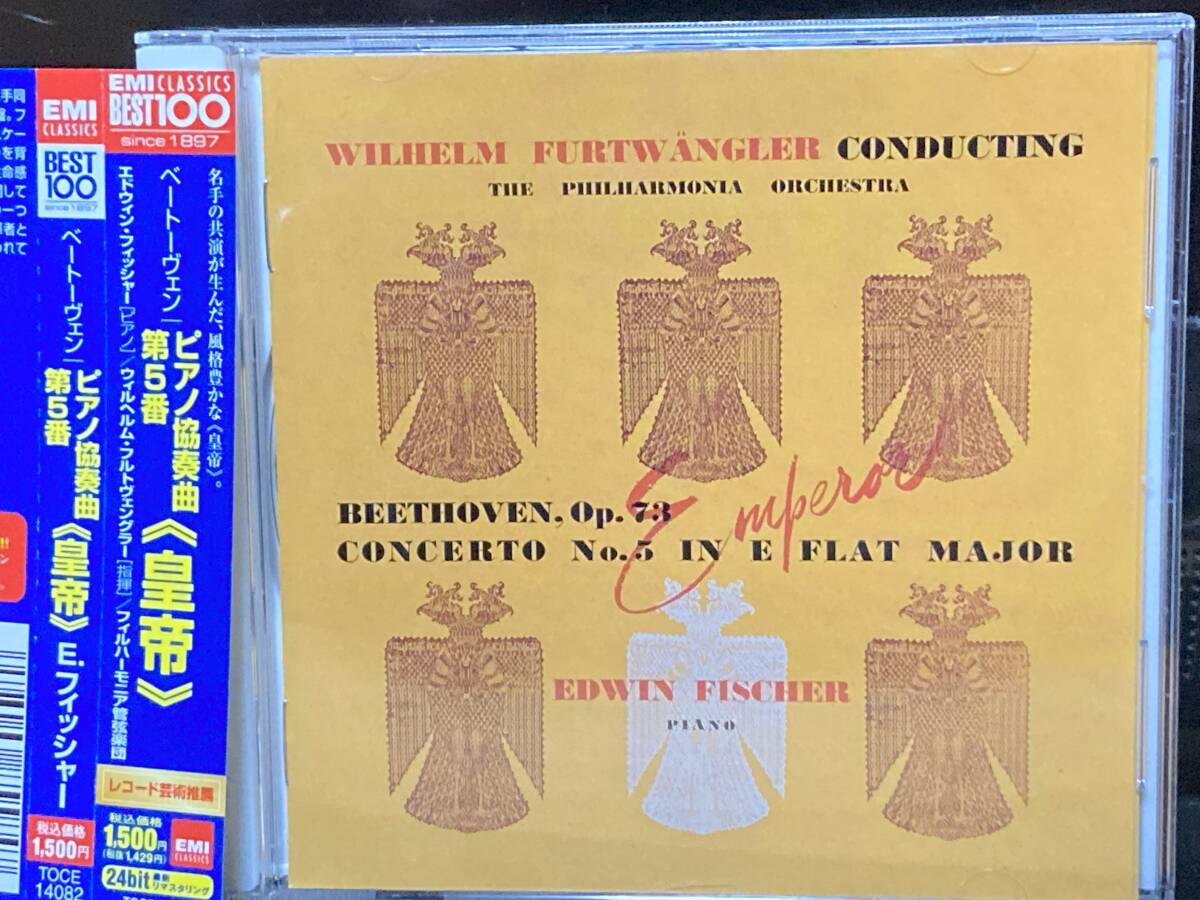 手同
EMI
CLASSICS
BEST
100
since 1897
ベートーヴェン
ピアノ協奏曲
第5番
《皇帝》
E.フィッシャー
税込価格
1,500円
TOCE
14082
EMI CLASSICS
BEST100
since 1897
名手の共演が生んだ、風格豊かな《皇帝》。
ベートーヴェン
ピアノ協奏曲
第5番
《皇帝》
エドウィン・フィッシャー[ピアノ]/ウィルヘルム・フルトヴェングラー[指揮]/フィルハーモニア管弦楽団
レコード芸術推薦
税込価格
1,500円
(税抜1,429円)
EMI
CLASSICS
24bit 最新リマスタリング
WILHELM FURTWÄNGLER CONDUCTING
THE PHILHARMONIA ORCHESTRA
Emperor
BEETHOVEN, Op. 73
CONCERTO No. 5 IN E FLAT MAJOR
EDWIN FISCHER
PIANO